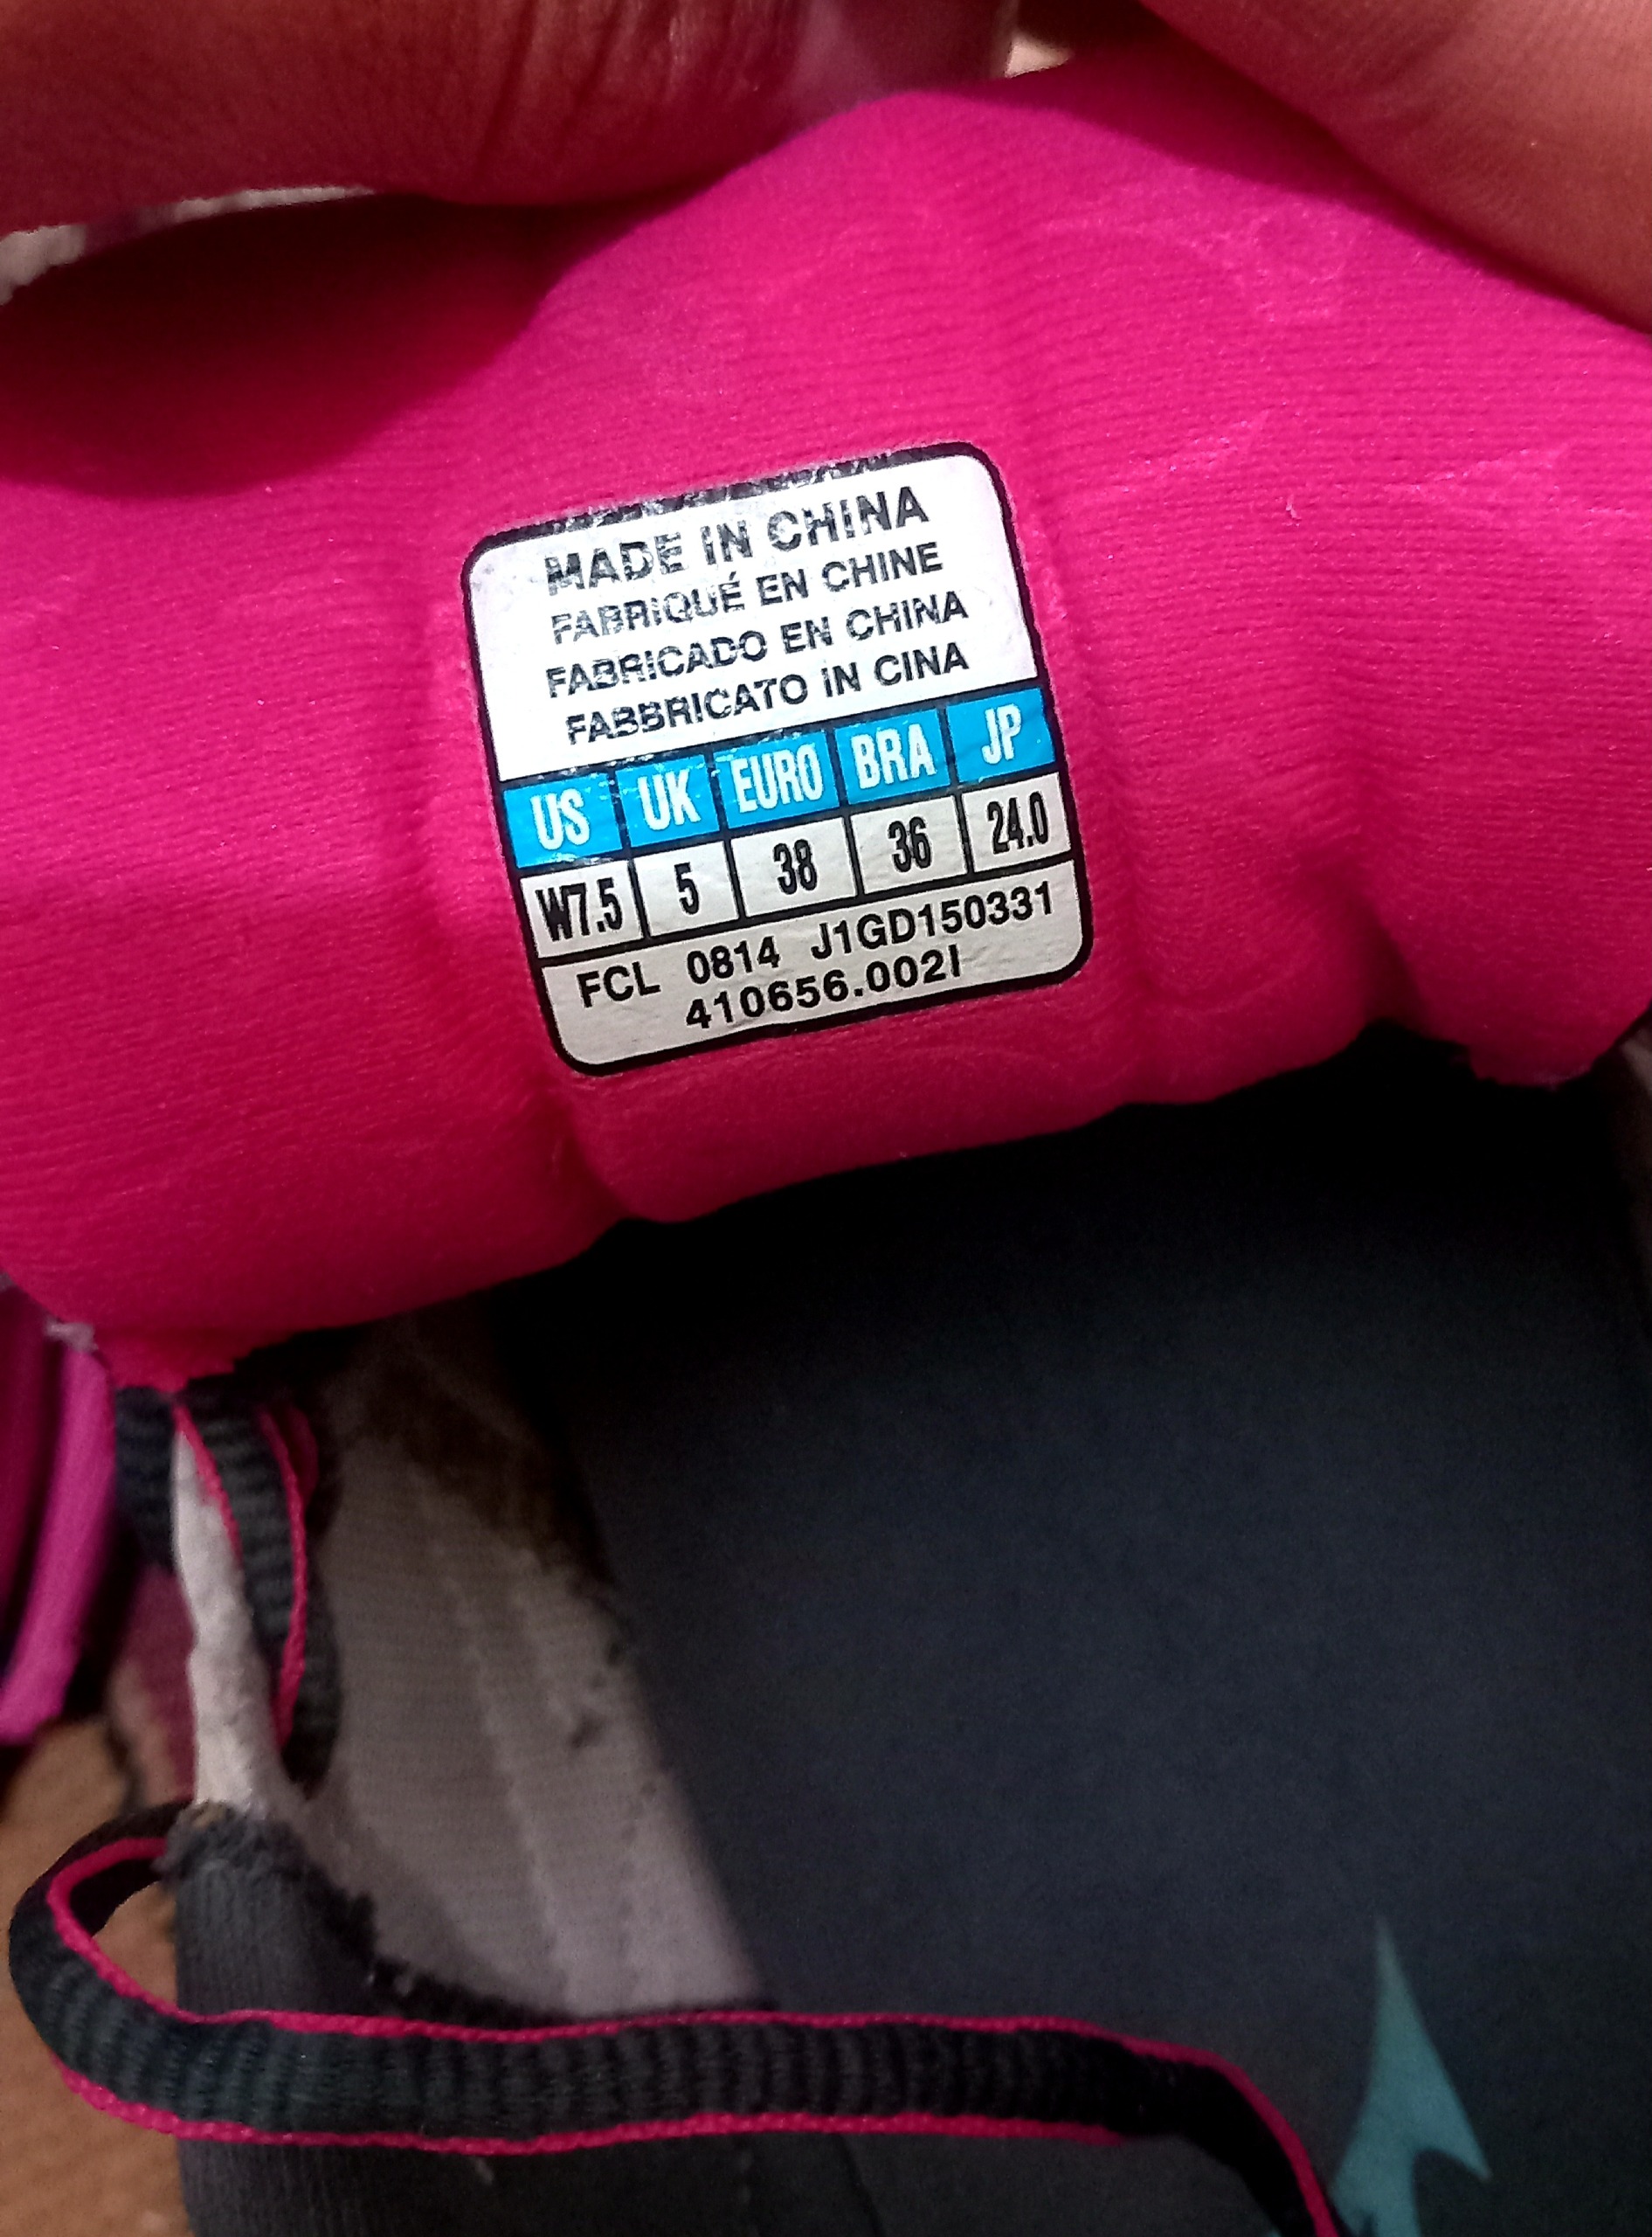 MADE IN CHINA
FABRIQUÉ EN CHINE
FABRICADO EN CHINA
FABBRICATO IN CINA
US UK EURO BRA JP
W7.5 5 38 36 24.0
FCL 0814 J1GD150331
410656.002I